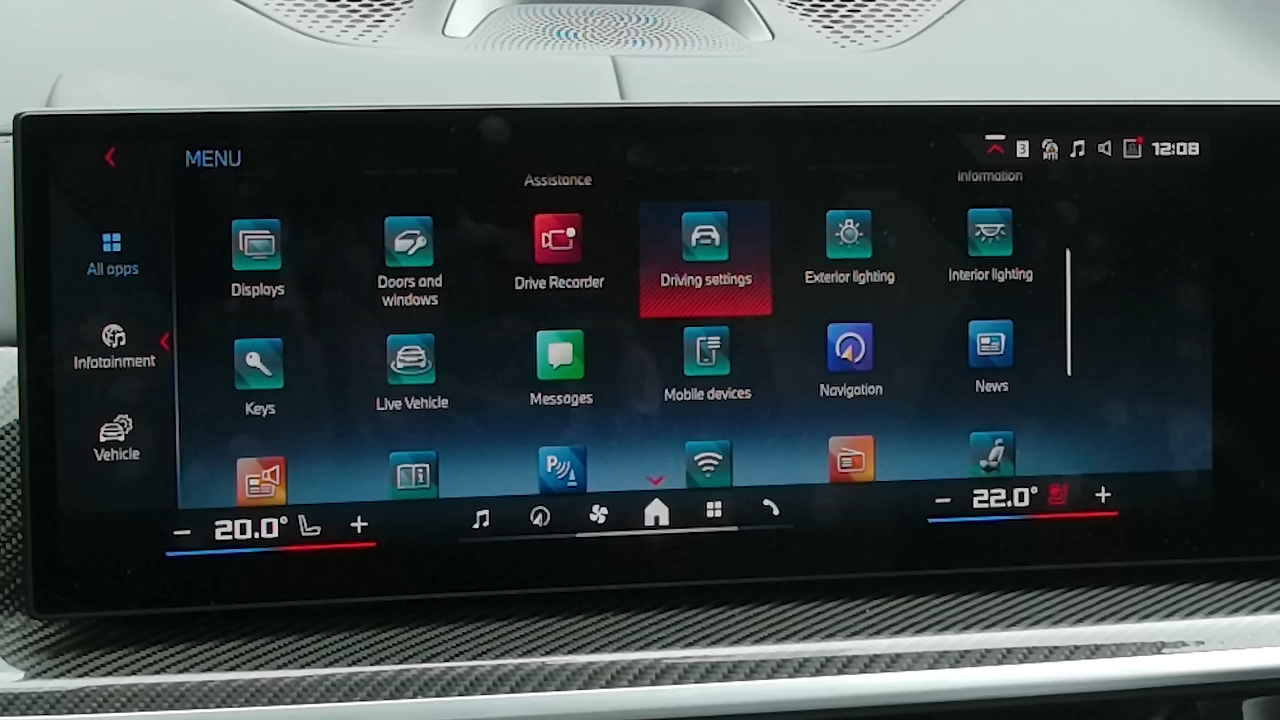 MENU
3
12:08
Assistance
Information
All apps
Displays
Doors and
windows
Drive Recorder
Driving settings
Exterior lighting
Interior lighting
Infotainment
Keys
Live Vehicle
Messages
Mobile devices
Navigation
News
Vehicle
P
− 20.0° +
− 22.0° +